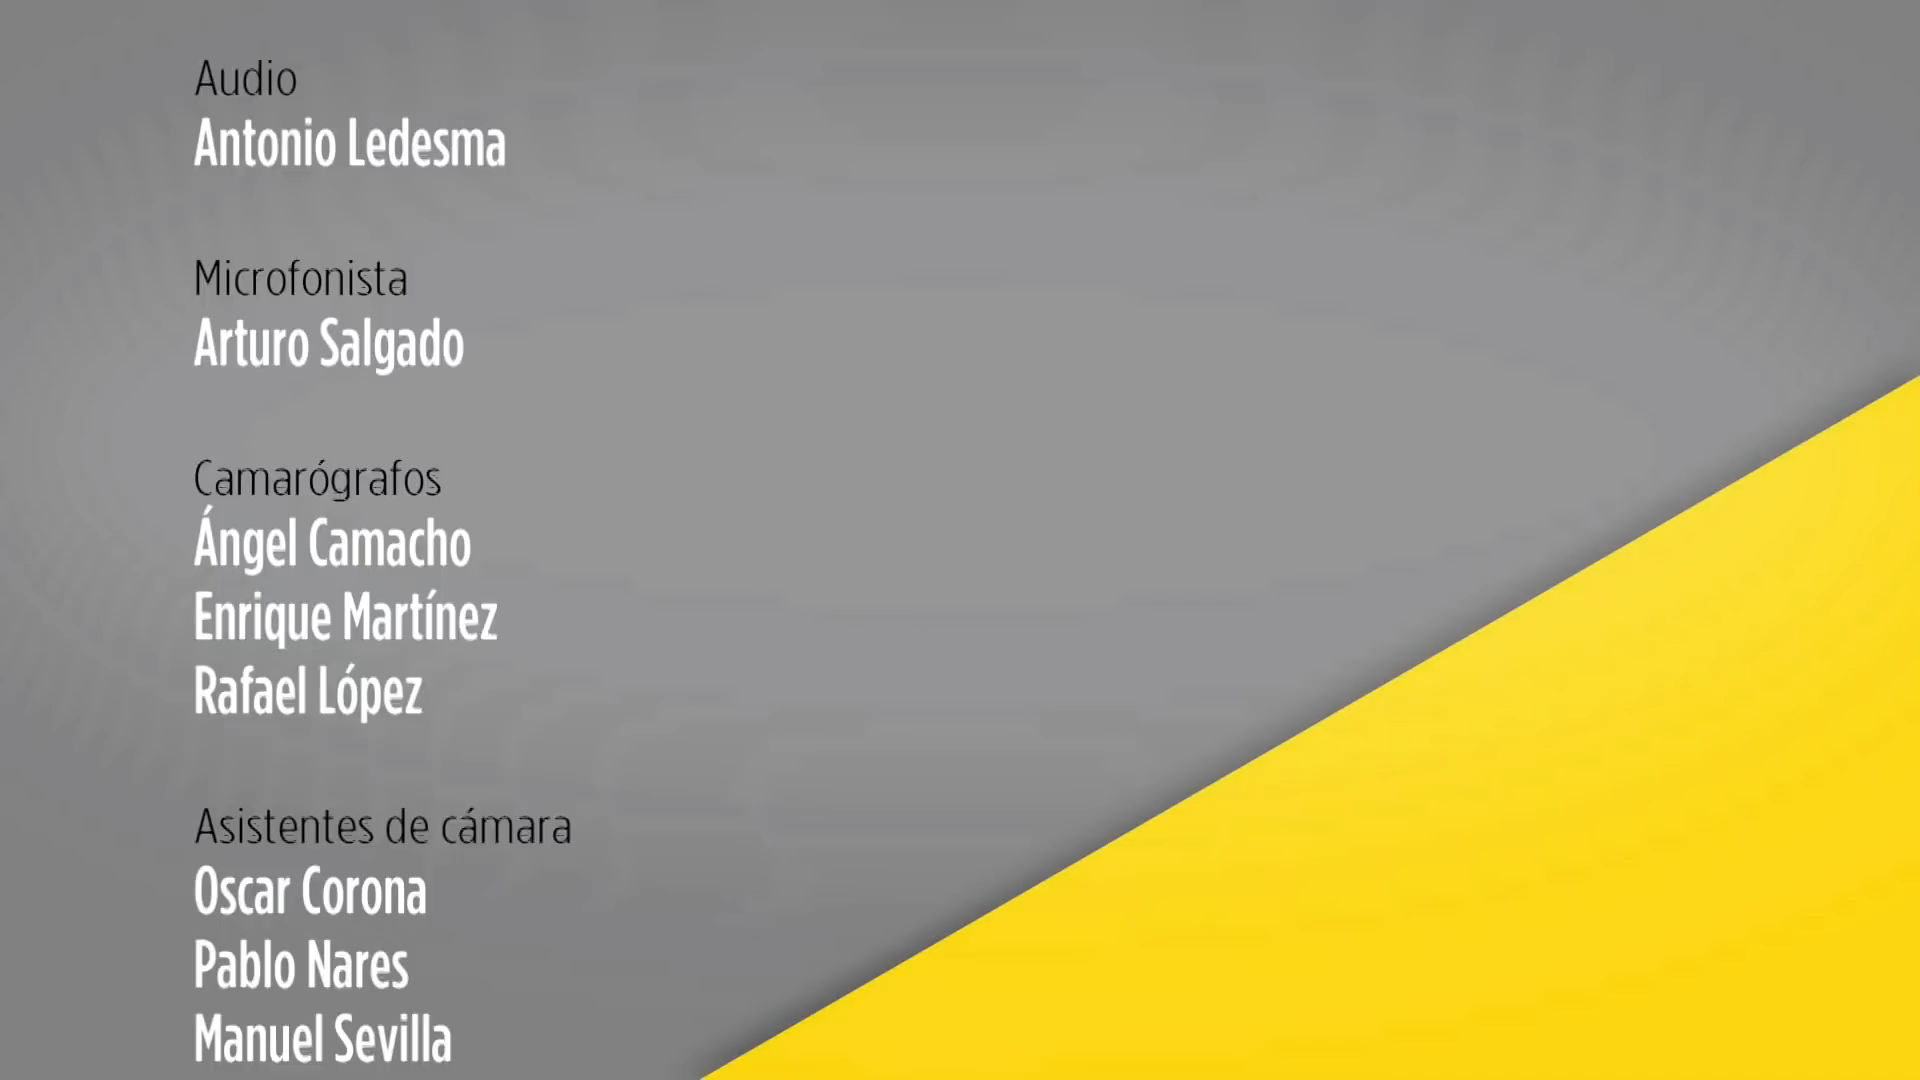 Audio
Antonio Ledesma
Microfonista
Arturo Salgado
Camarógrafos
Ángel Camacho
Enrique Martínez
Rafael López
Asistentes de cámara
Oscar Corona
Pablo Nares
Manuel Sevilla